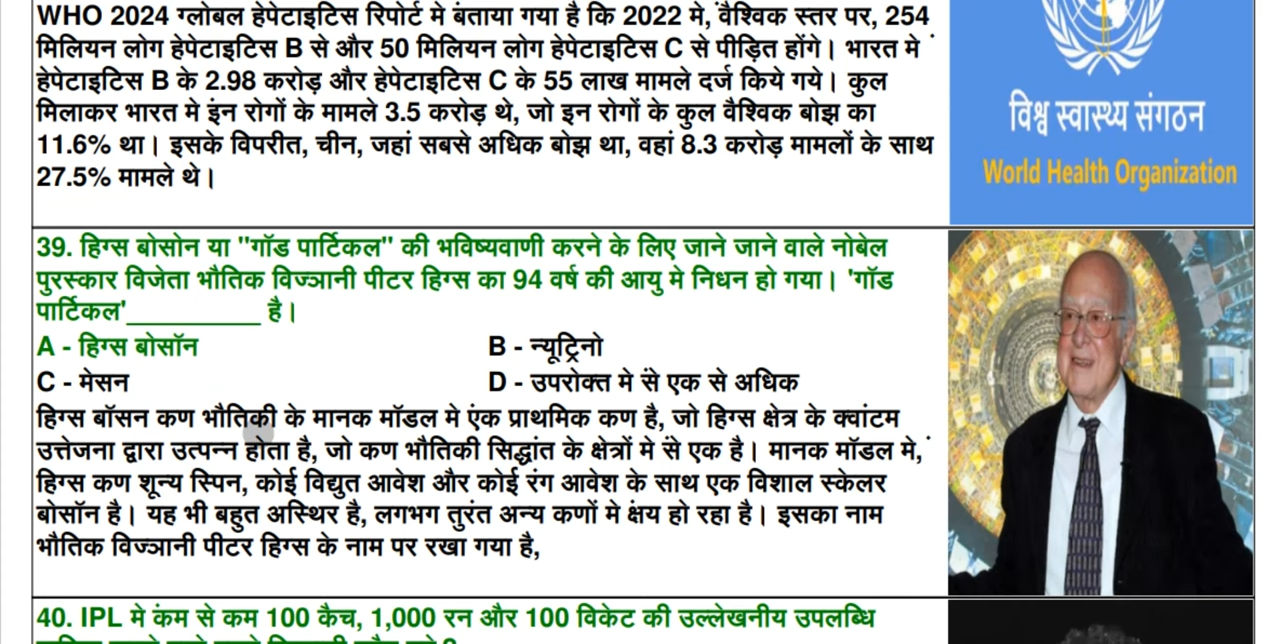 WHO 2024 ग्लोबल हेपेटाइटिस रिपोर्ट मे बंताया गया है कि 2022 मे, ंवैश्विक स्तर पर, 254
मिलियन लोग हेपेटाइटिस B से और 50 मिलियन लोग हेपेटाइटिस C से पीड़ित होंगे। भारत मे ं
हेपेटाइटिस B के 2.98 करोड़ और हेपेटाइटिस C के 55 लाख मामले दर्ज किये गये। कुल
मिलाकर भारत मे इंन रोगों के मामले 3.5 करोड़ थे, जो इन रोगों के कुल वैश्विक बोझ का
11.6% था। इसके विपरीत, चीन, जहां सबसे अधिक बोझ था, वहां 8.3 करोड़ मामलों के साथ
27.5% मामले थे।
विश्व स्वास्थ्य संगठन
World Health Organization
39. हिग्स बोसोन या "गॉड पार्टिकल" की भविष्यवाणी करने के लिए जाने जाने वाले नोबेल
पुरस्कार विजेता भौतिक विज्ञानी पीटर हिग्स का 94 वर्ष की आयु मे निधन हो गया। 'गॉड
पार्टिकल'_________ है।
A - हिग्स बोसॉन
B - न्यूट्रिनो
C - मेसन
D - उपरोक्त मे संे एक से अधिक
हिग्स बॉसन कण भौतिकी के मानक मॉडल मे एंक प्राथमिक कण है, जो हिग्स क्षेत्र के क्वांटम
उत्तेजना द्वारा उत्पन्न होता है, जो कण भौतिकी सिद्धांत के क्षेत्रों मे संे एक है। मानक मॉडल मे, ं
हिग्स कण शून्य स्पिन, कोई विद्युत आवेश और कोई रंग आवेश के साथ एक विशाल स्केलर
बोसॉन है। यह भी बहुत अस्थिर है, लगभग तुरंत अन्य कणों मे क्षंय हो रहा है। इसका नाम
भौतिक विज्ञानी पीटर हिग्स के नाम पर रखा गया है,
40. IPL मे कंम से कम 100 कैच, 1,000 रन और 100 विकेट की उल्लेखनीय उपलब्धि